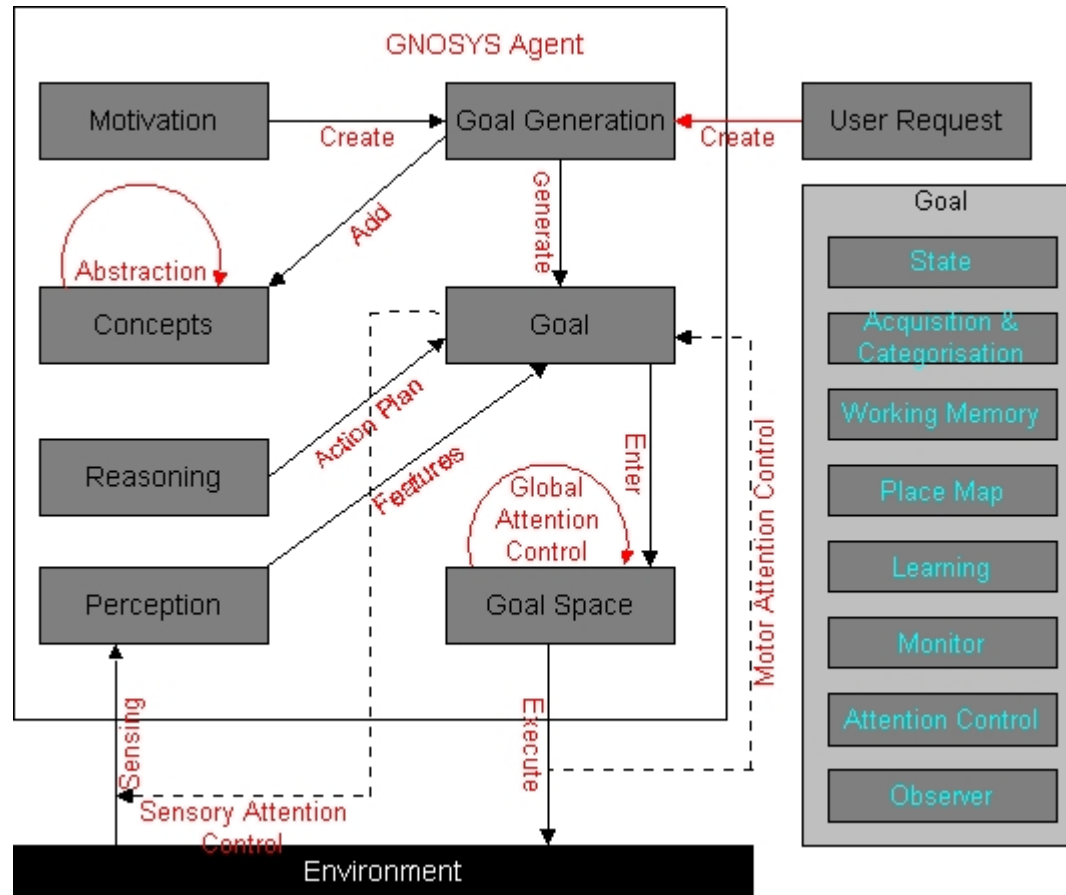 GNOSYS Agent
Motivation
Create
Goal Generation
Create
User Request
Add
Generate
Abstraction
Concepts
Goal
Action Plan
Reasoning
Features
Enter
Global
Attention
Control
Perception
Goal Space
Motor Attention Control
Sensing
Execute
Sensory Attention
Control
Environment
Goal
State
Acquisition &
Categorisation
Working Memory
Place Map
Learning
Monitor
Attention Control
Observer